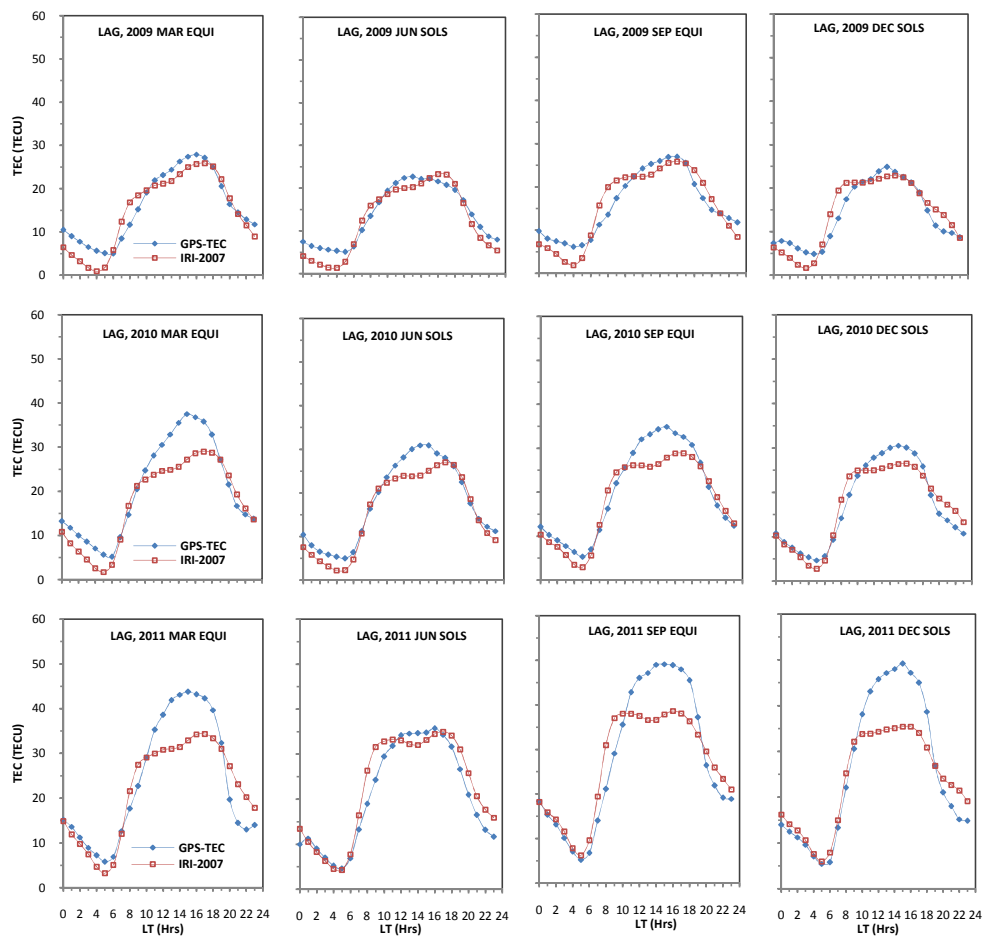 LAG, 2009 MAR EQUI
LAG, 2009 JUN SOLS
LAG, 2009 SEP EQUI
LAG, 2009 DEC SOLS
60
50
40
30
20
10
0
TEC (TECU)
GPS-TEC
IRI-2007
LAG, 2010 MAR EQUI
LAG, 2010 JUN SOLS
LAG, 2010 SEP EQUI
LAG, 2010 DEC SOLS
60
50
40
30
20
10
0
TEC (TECU)
GPS-TEC
IRI-2007
LAG, 2011 MAR EQUI
LAG, 2011 JUN SOLS
LAG, 2011 SEP EQUI
LAG, 2011 DEC SOLS
60
50
40
30
20
10
0
TEC (TECU)
GPS-TEC
IRI-2007
0 2 4 6 8 10 12 14 16 18 20 22 24
0 2 4 6 8 10 12 14 16 18 20 22 24
0 2 4 6 8 10 12 14 16 18 20 22 24
0 2 4 6 8 10 12 14 16 18 20 22 24
LT (Hrs)
LT (Hrs)
LT (Hrs)
LT (Hrs)